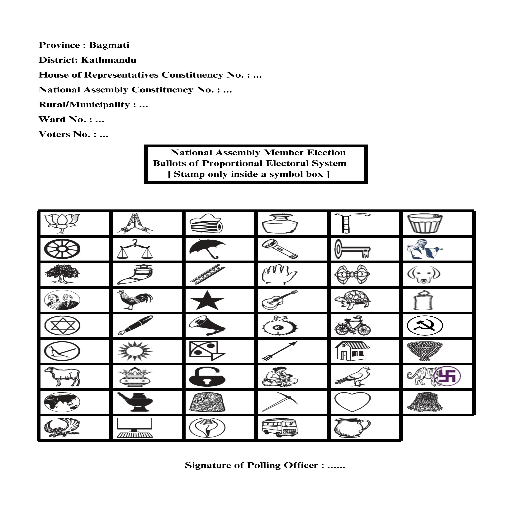 Province : Bagmati
District: Kathmandu
House of Representatives Constituency No. : ...
National Assembly Constituency No. : ...
Rural/Municipality : ...
Ward No. : ...
Voters No. : ...
National Assembly Member Election
Ballots of Proportional Electoral System
[ Stamp only inside a symbol box ]
Signature of Polling Officer : ......